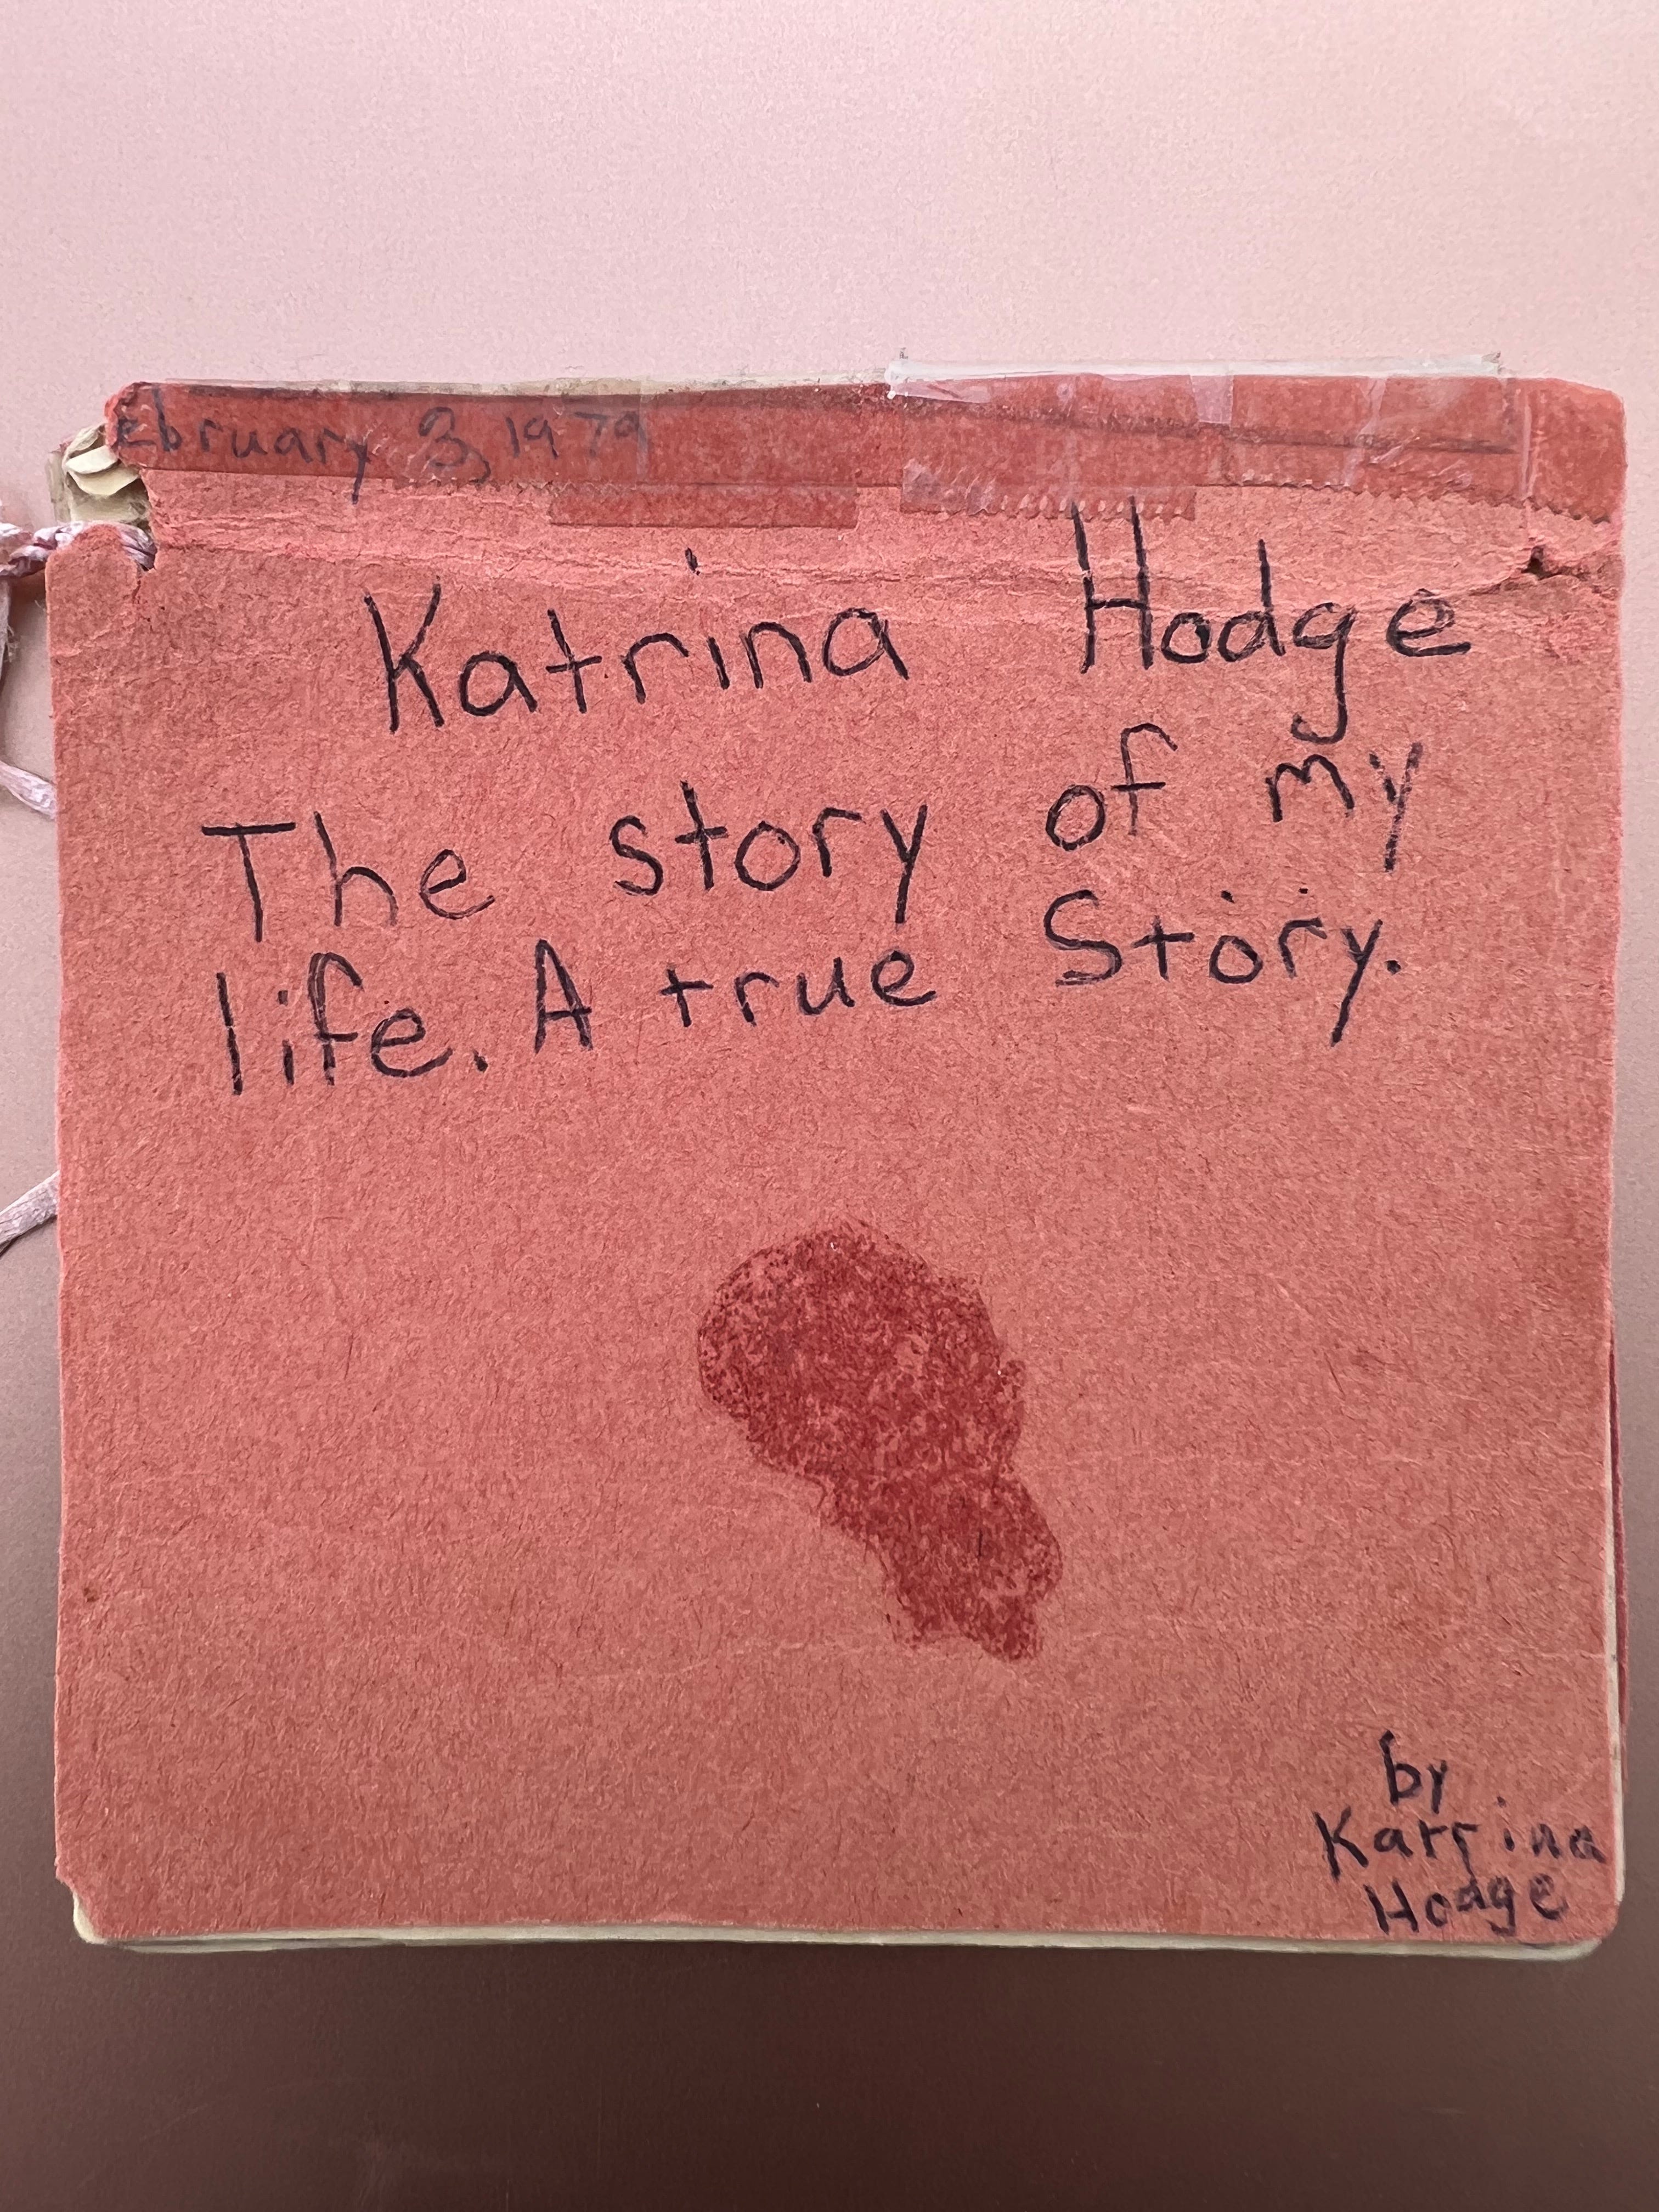 ebruary 3, 1979
Katrina Hodge
The story of my
life. A true Story.
by
Katrina
Hodge